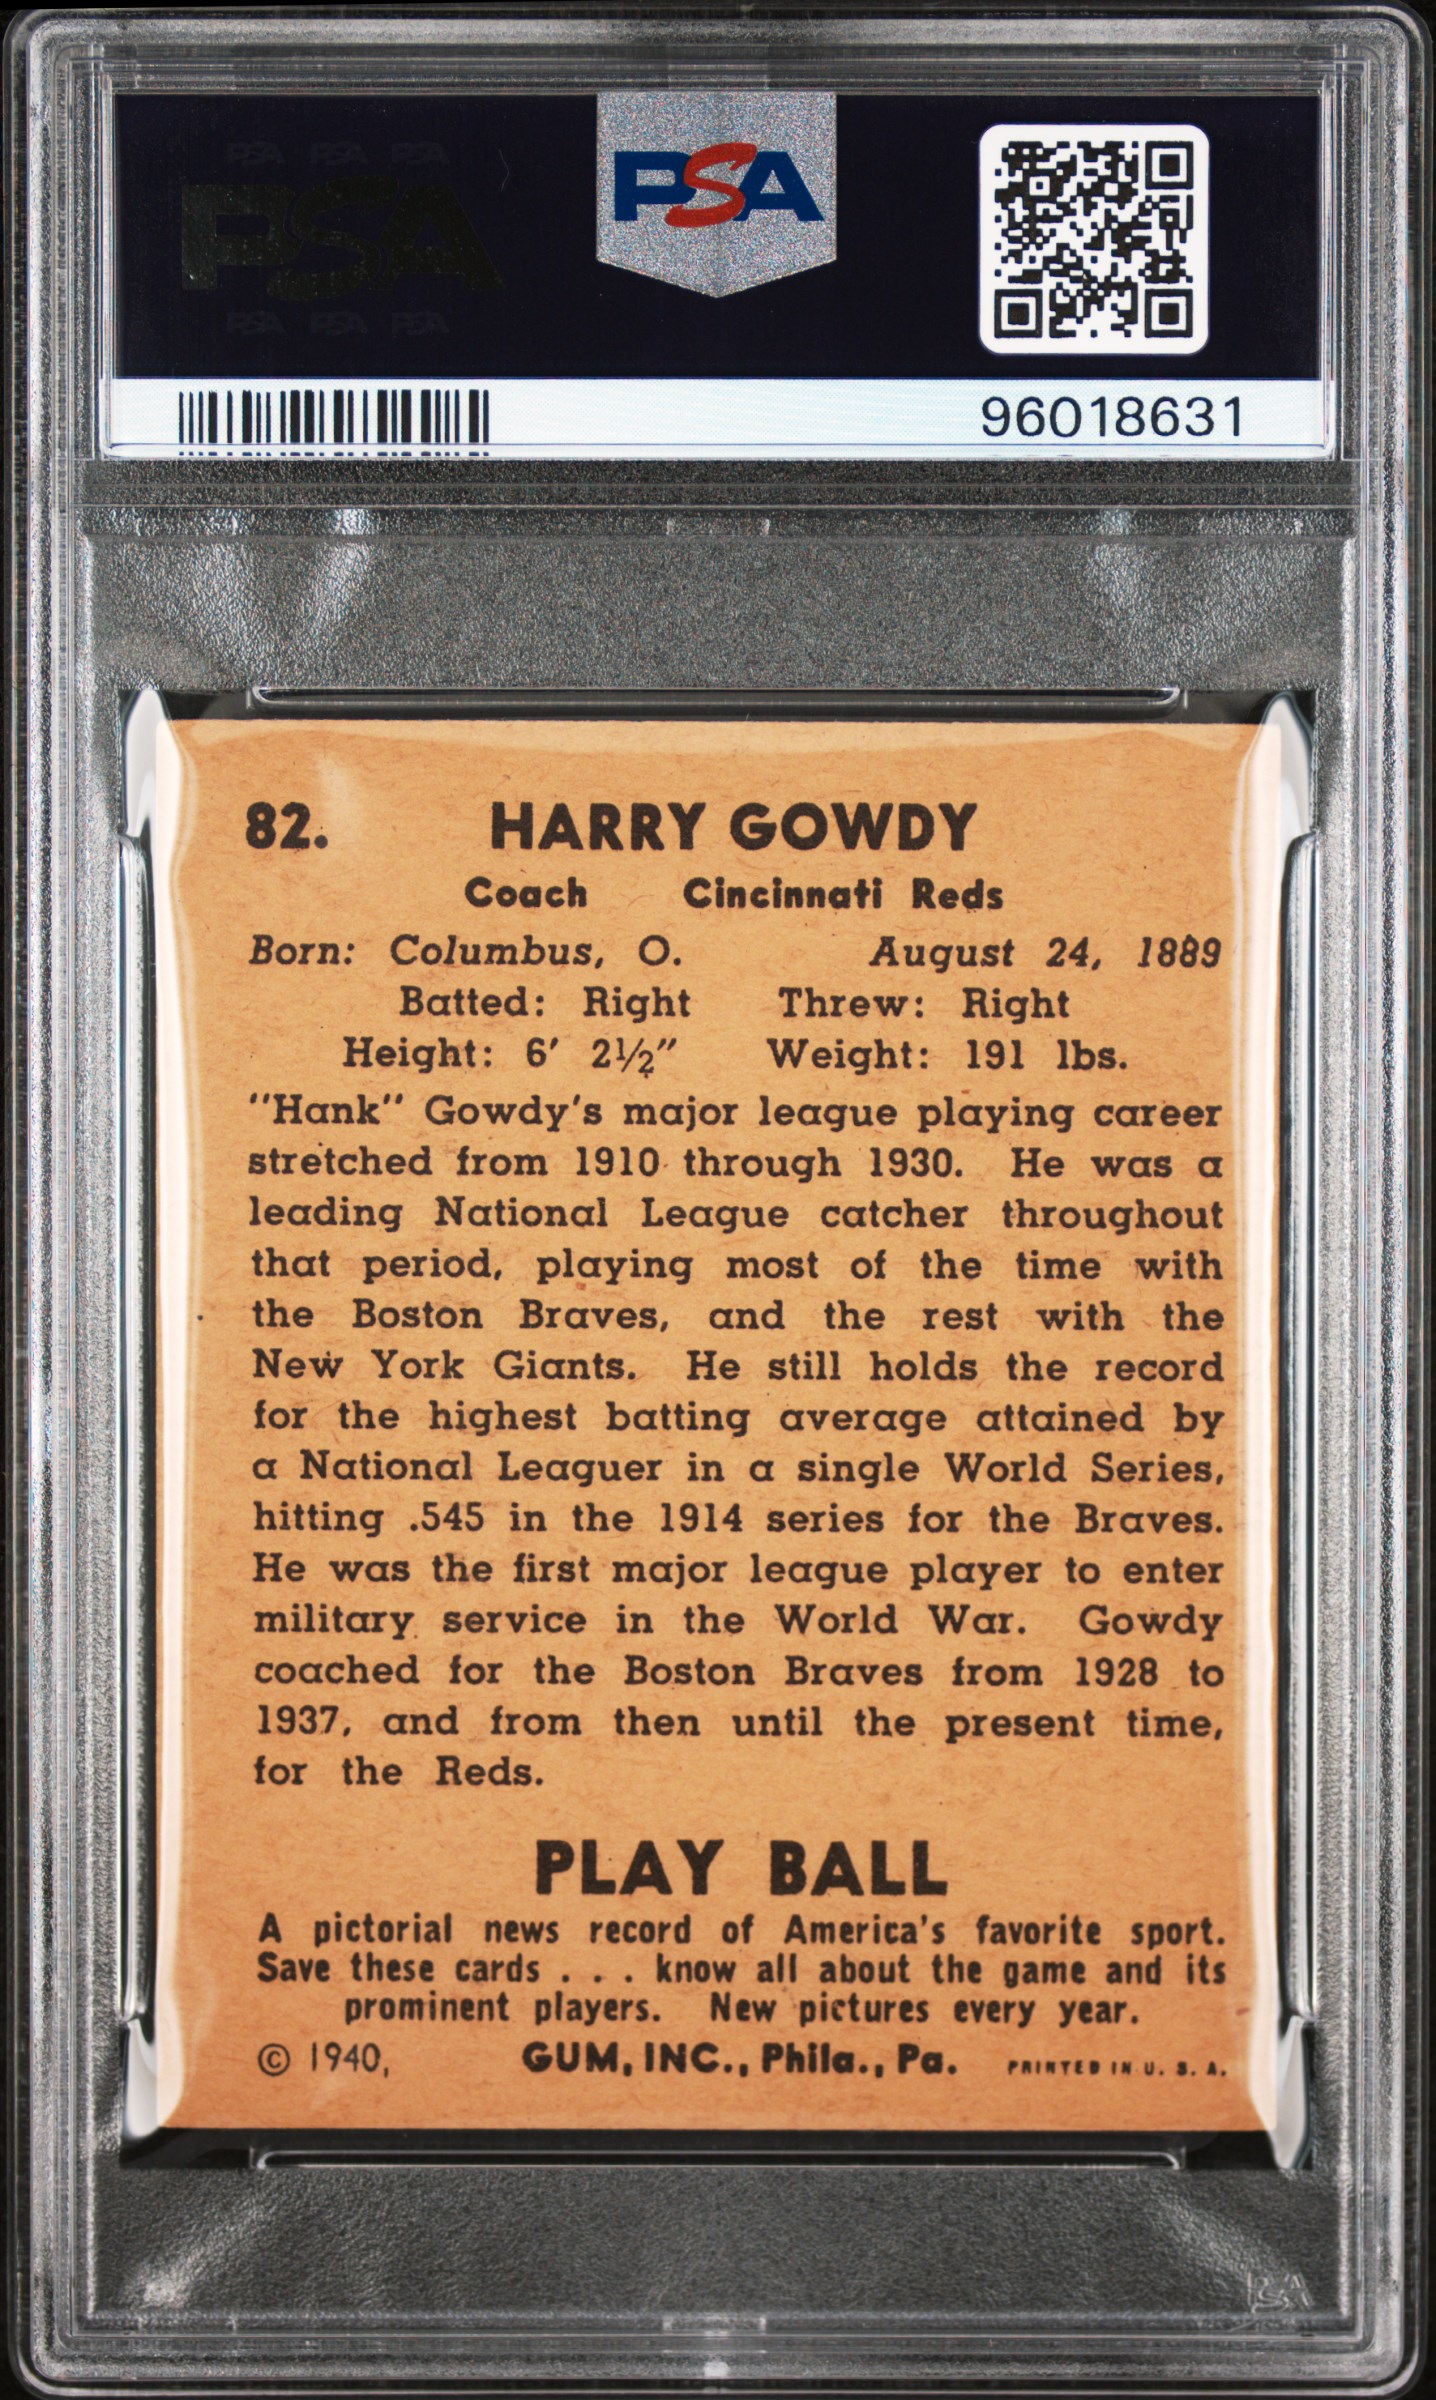 PSA PSA PSA
PSA
PSA PSA PSA
PSA
96018631
82. HARRY GOWDY
Coach Cincinnati Reds
Born: Columbus, O. August 24, 1889
Batted: Right Threw: Right
Height: 6′ 2½″ Weight: 191 lbs.
"Hank" Gowdy's major league playing career
stretched from 1910 through 1930. He was a
leading National League catcher throughout
that period, playing most of the time with
the Boston Braves, and the rest with the
New York Giants. He still holds the record
for the highest batting average attained by
a National Leaguer in a single World Series,
hitting .545 in the 1914 series for the Braves.
He was the first major league player to enter
military service in the World War. Gowdy
coached for the Boston Braves from 1928 to
1937, and from then until the present time,
for the Reds.
PLAY BALL
A pictorial news record of America's favorite sport.
Save these cards . . . know all about the game and its
prominent players. New pictures every year.
© 1940, GUM, INC., Phila., Pa. PRINTED IN U. S. A.
PSA